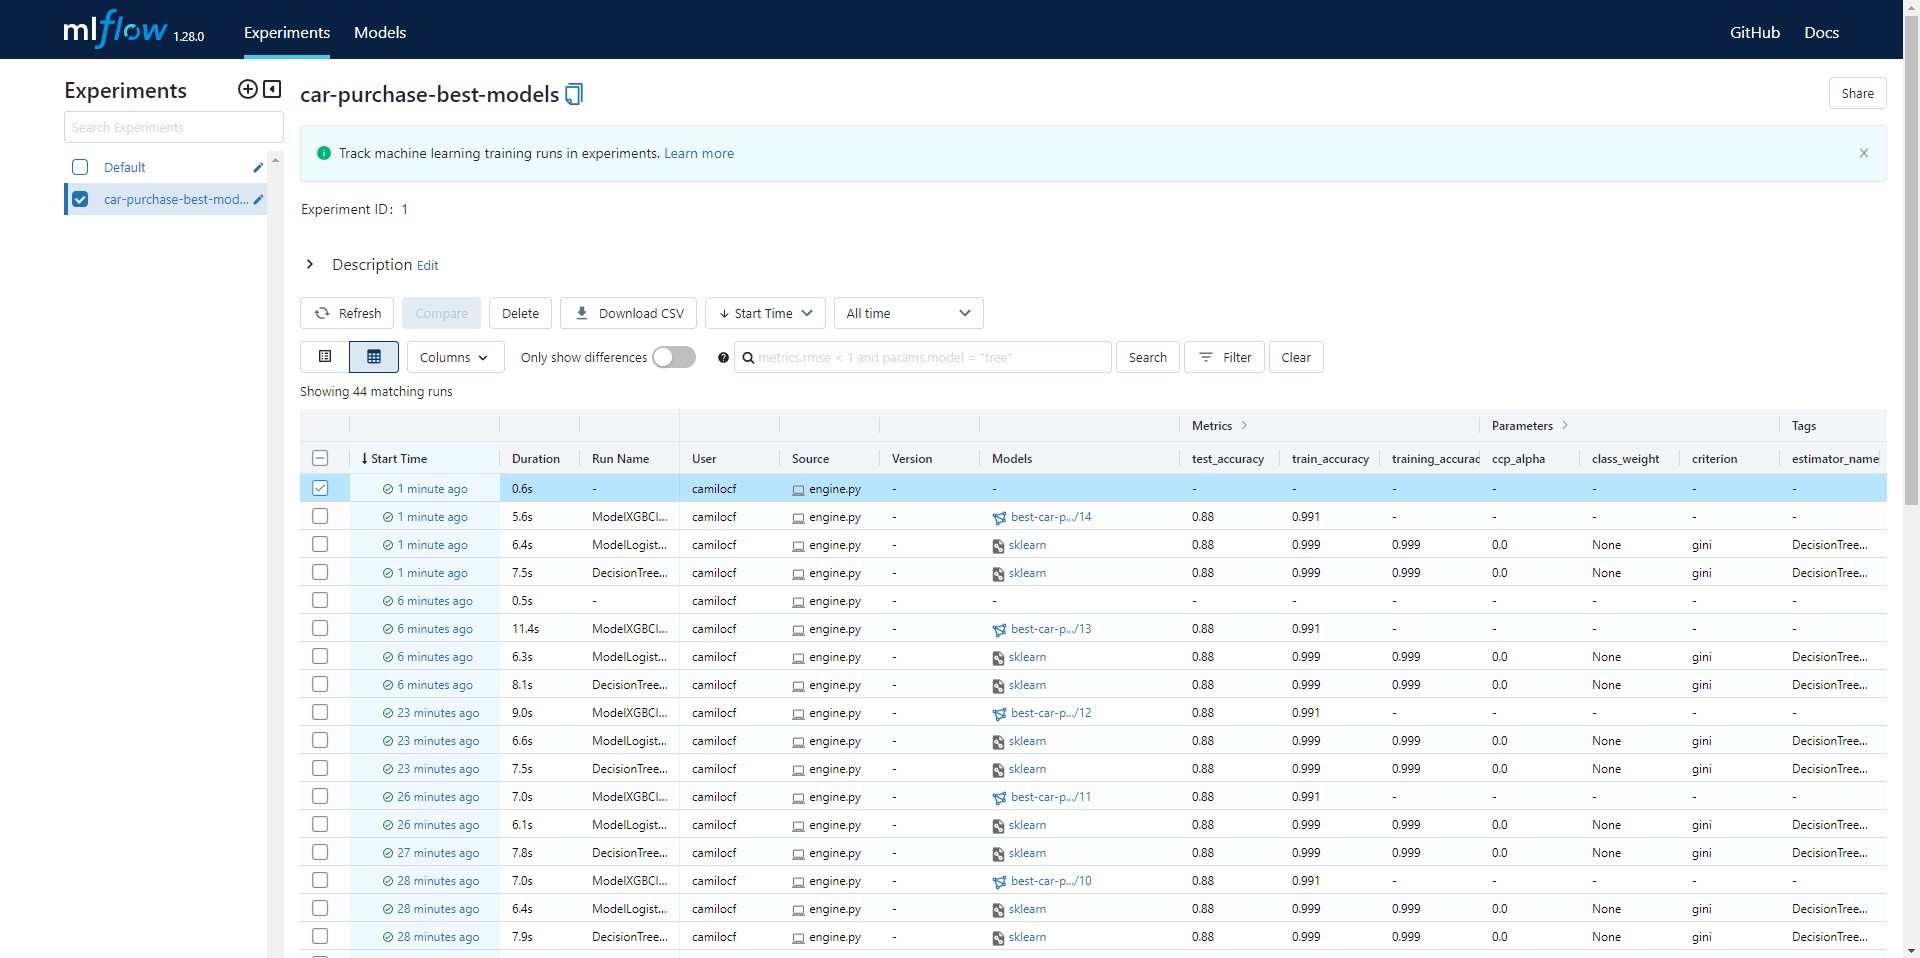 mlflow 1.28.0 Experiments Models GitHub Docs
Experiments
Search Experiments
Default
car-purchase-best-mod...
car-purchase-best-models
Share
Track machine learning training runs in experiments. Learn more
Experiment ID: 1
Description Edit
Refresh Compare Delete Download CSV Start Time All time
Columns Only show differences metrics.rmse < 1 and params.model = "tree" Search Filter Clear
Showing 44 matching runs
Metrics Parameters Tags
Start Time Duration Run Name User Source Version Models test_accuracy train_accuracy training_accurac ccp_alpha class_weight criterion estimator_name
1 minute ago 0.6s - camilocf engine.py - - - - - - - - -
1 minute ago 5.6s ModelXGBCl... camilocf engine.py - best-car-p.../14 0.88 0.991 - - - - -
1 minute ago 6.4s ModelLogist... camilocf engine.py - sklearn 0.88 0.999 0.999 0.0 None gini DecisionTree...
1 minute ago 7.5s DecisionTree... camilocf engine.py - sklearn 0.88 0.999 0.999 0.0 None gini DecisionTree...
6 minutes ago 0.5s - camilocf engine.py - - - - - - - - -
6 minutes ago 11.4s ModelXGBCl... camilocf engine.py - best-car-p.../13 0.88 0.991 - - - - -
6 minutes ago 6.3s ModelLogist... camilocf engine.py - sklearn 0.88 0.999 0.999 0.0 None gini DecisionTree...
6 minutes ago 8.1s DecisionTree... camilocf engine.py - sklearn 0.88 0.999 0.999 0.0 None gini DecisionTree...
23 minutes ago 9.0s ModelXGBCl... camilocf engine.py - best-car-p.../12 0.88 0.991 - - - - -
23 minutes ago 6.6s ModelLogist... camilocf engine.py - sklearn 0.88 0.999 0.999 0.0 None gini DecisionTree...
23 minutes ago 7.5s DecisionTree... camilocf engine.py - sklearn 0.88 0.999 0.999 0.0 None gini DecisionTree...
26 minutes ago 7.0s ModelXGBCl... camilocf engine.py - best-car-p.../11 0.88 0.991 - - - - -
26 minutes ago 6.1s ModelLogist... camilocf engine.py - sklearn 0.88 0.999 0.999 0.0 None gini DecisionTree...
27 minutes ago 7.8s DecisionTree... camilocf engine.py - sklearn 0.88 0.999 0.999 0.0 None gini DecisionTree...
28 minutes ago 7.0s ModelXGBCl... camilocf engine.py - best-car-p.../10 0.88 0.991 - - - - -
28 minutes ago 6.4s ModelLogist... camilocf engine.py - sklearn 0.88 0.999 0.999 0.0 None gini DecisionTree...
28 minutes ago 7.9s DecisionTree... camilocf engine.py - sklearn 0.88 0.999 0.999 0.0 None gini DecisionTree...